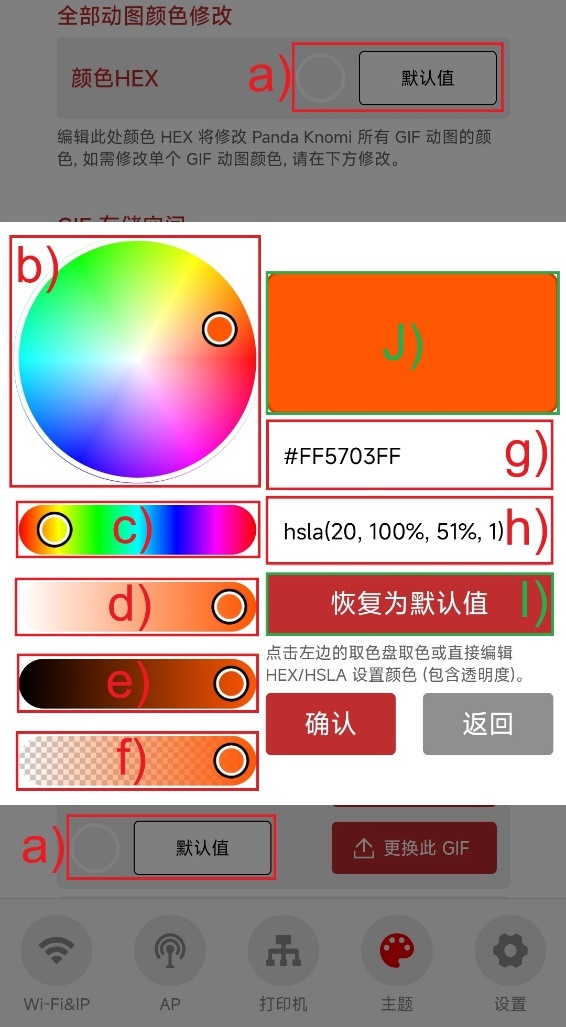 全部动图颜色修改
颜色HEX
a)
默认值
编辑此处颜色 HEX 将修改 Panda Knomi 所有 GIF 动图的颜
色, 如需修改单个 GIF 动图颜色, 请在下方修改。
GIF 存储空间
b)
J)
#FF5703FF
g)
c)
hsla(20, 100%, 51%, 1)
h)
d)
恢复为默认值
I)
点击左边的取色盘取色或直接编辑
HEX/HSLA 设置颜色 (包含透明度)。
e)
确认
返回
f)
a)
默认值
更换此 GIF
Wi-Fi&IP
AP
打印机
主题
设置